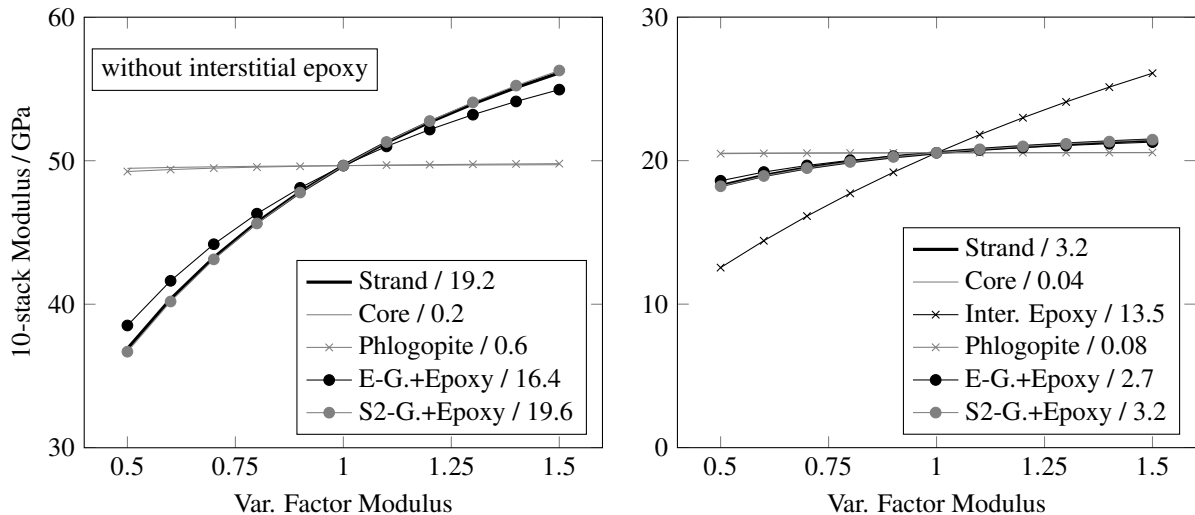 60
50
40
30
10-stack Modulus / GPa
without interstitial epoxy
Strand / 19.2
Core / 0.2
Phlogopite / 0.6
E-G.+Epoxy / 16.4
S2-G.+Epoxy / 19.6
0.5 0.75 1 1.25 1.5
Var. Factor Modulus
30
20
10
0
Strand / 3.2
Core / 0.04
Inter. Epoxy / 13.5
Phlogopite / 0.08
E-G.+Epoxy / 2.7
S2-G.+Epoxy / 3.2
0.5 0.75 1 1.25 1.5
Var. Factor Modulus